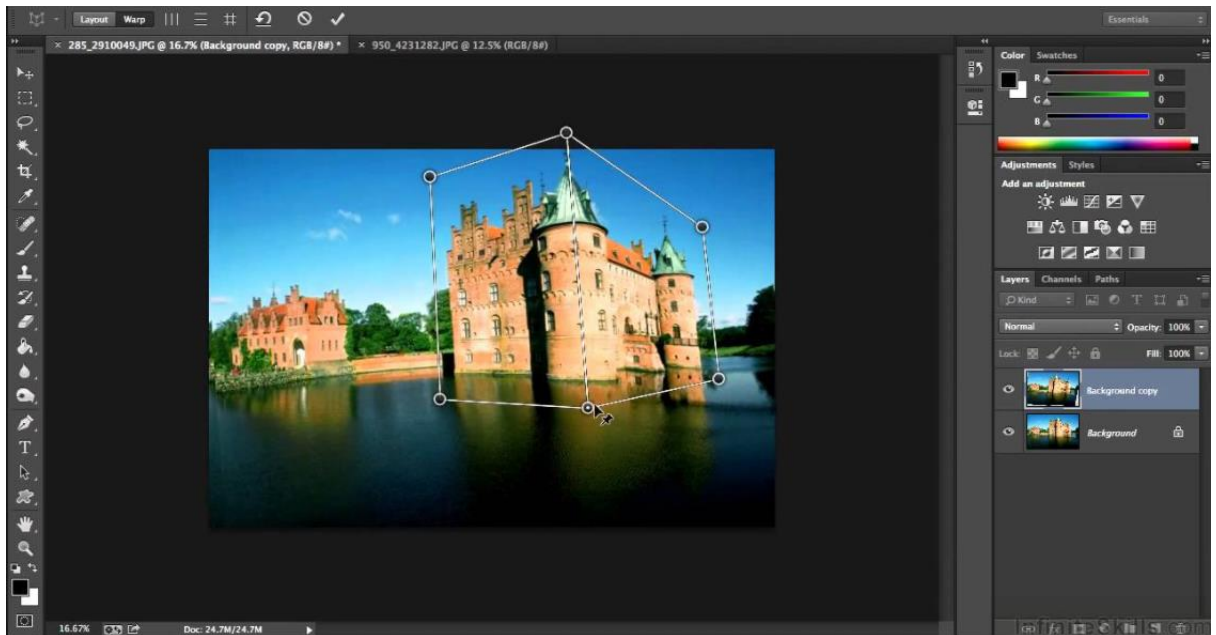 Layout Warp
Essentials
× 285_2910049.JPG @ 16.7% (Background copy, RGB/8#) *
× 950_4231282.JPG @ 12.5% (RGB/8#)
Color Swatches
R 0
G 0
B 0
Adjustments Styles
Add an adjustment
Layers Channels Paths
Kind
Normal Opacity: 100%
Lock: Fill: 100%
Background copy
Background
T
16.67% Doc: 24.7M/24.7M
InfiniteSkills.com